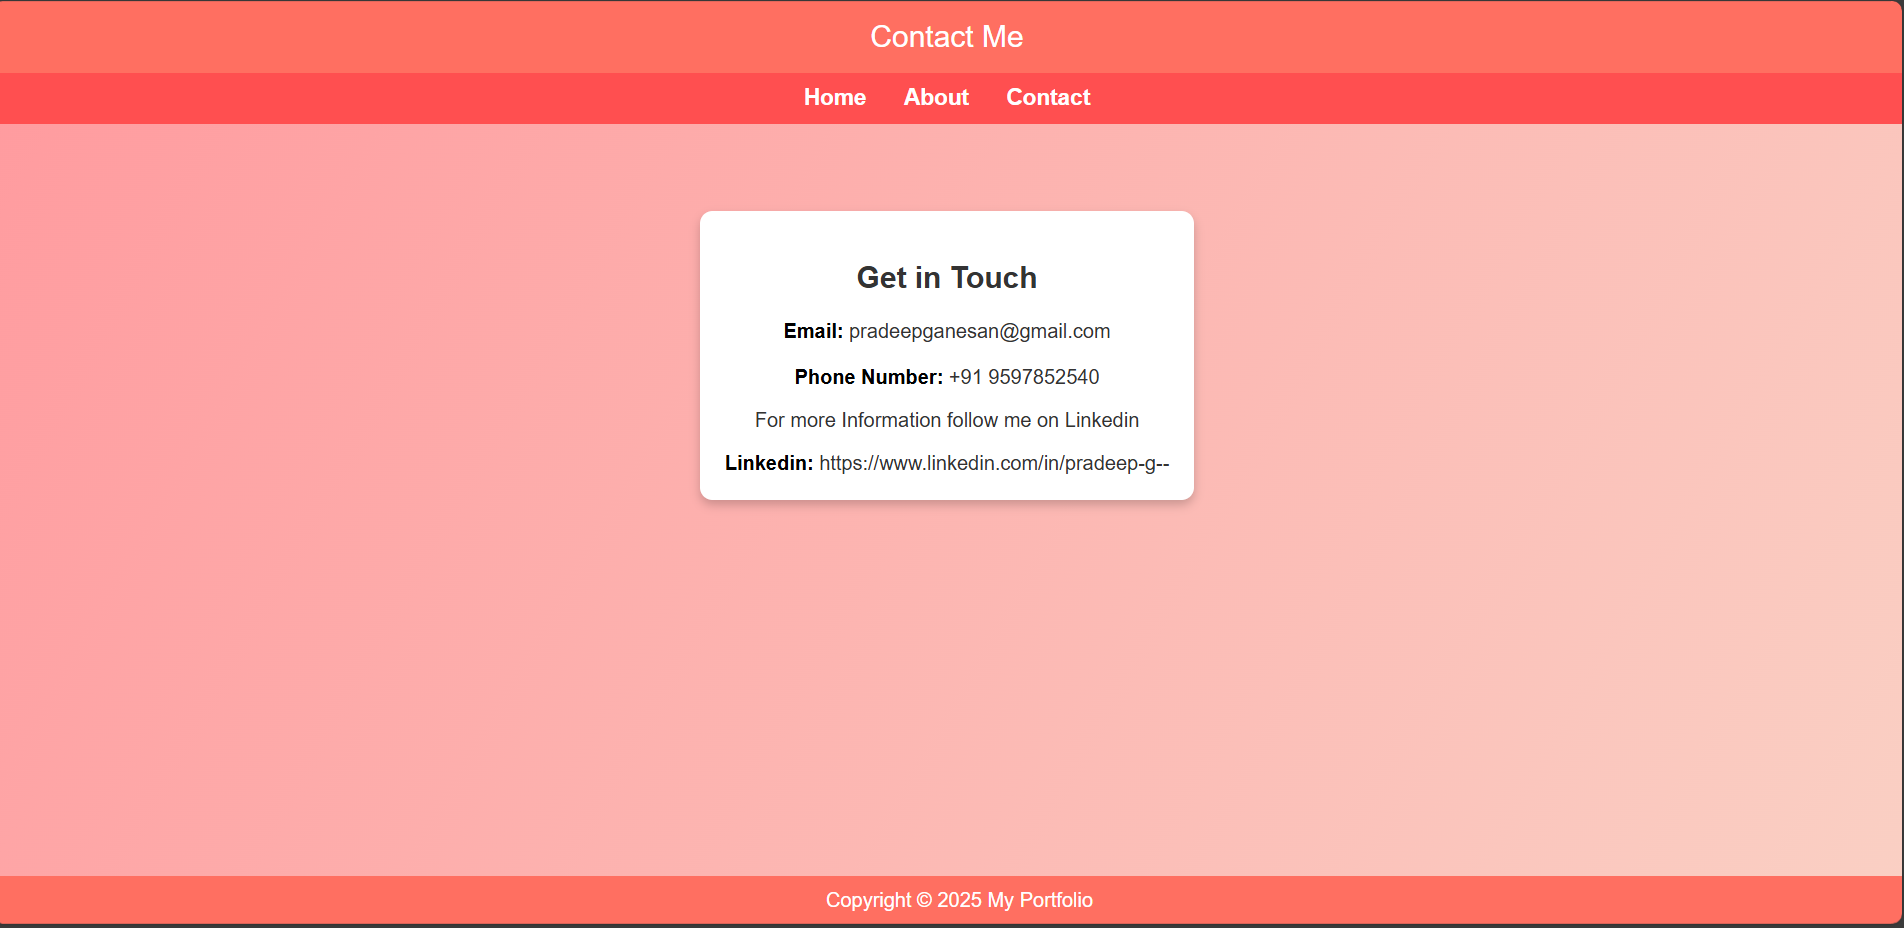 Contact Me
Home About Contact
Get in Touch
Email: pradeepganesan@gmail.com
Phone Number: +91 9597852540
For more Information follow me on Linkedin
Linkedin: https://www.linkedin.com/in/pradeep-g--
Copyright © 2025 My Portfolio